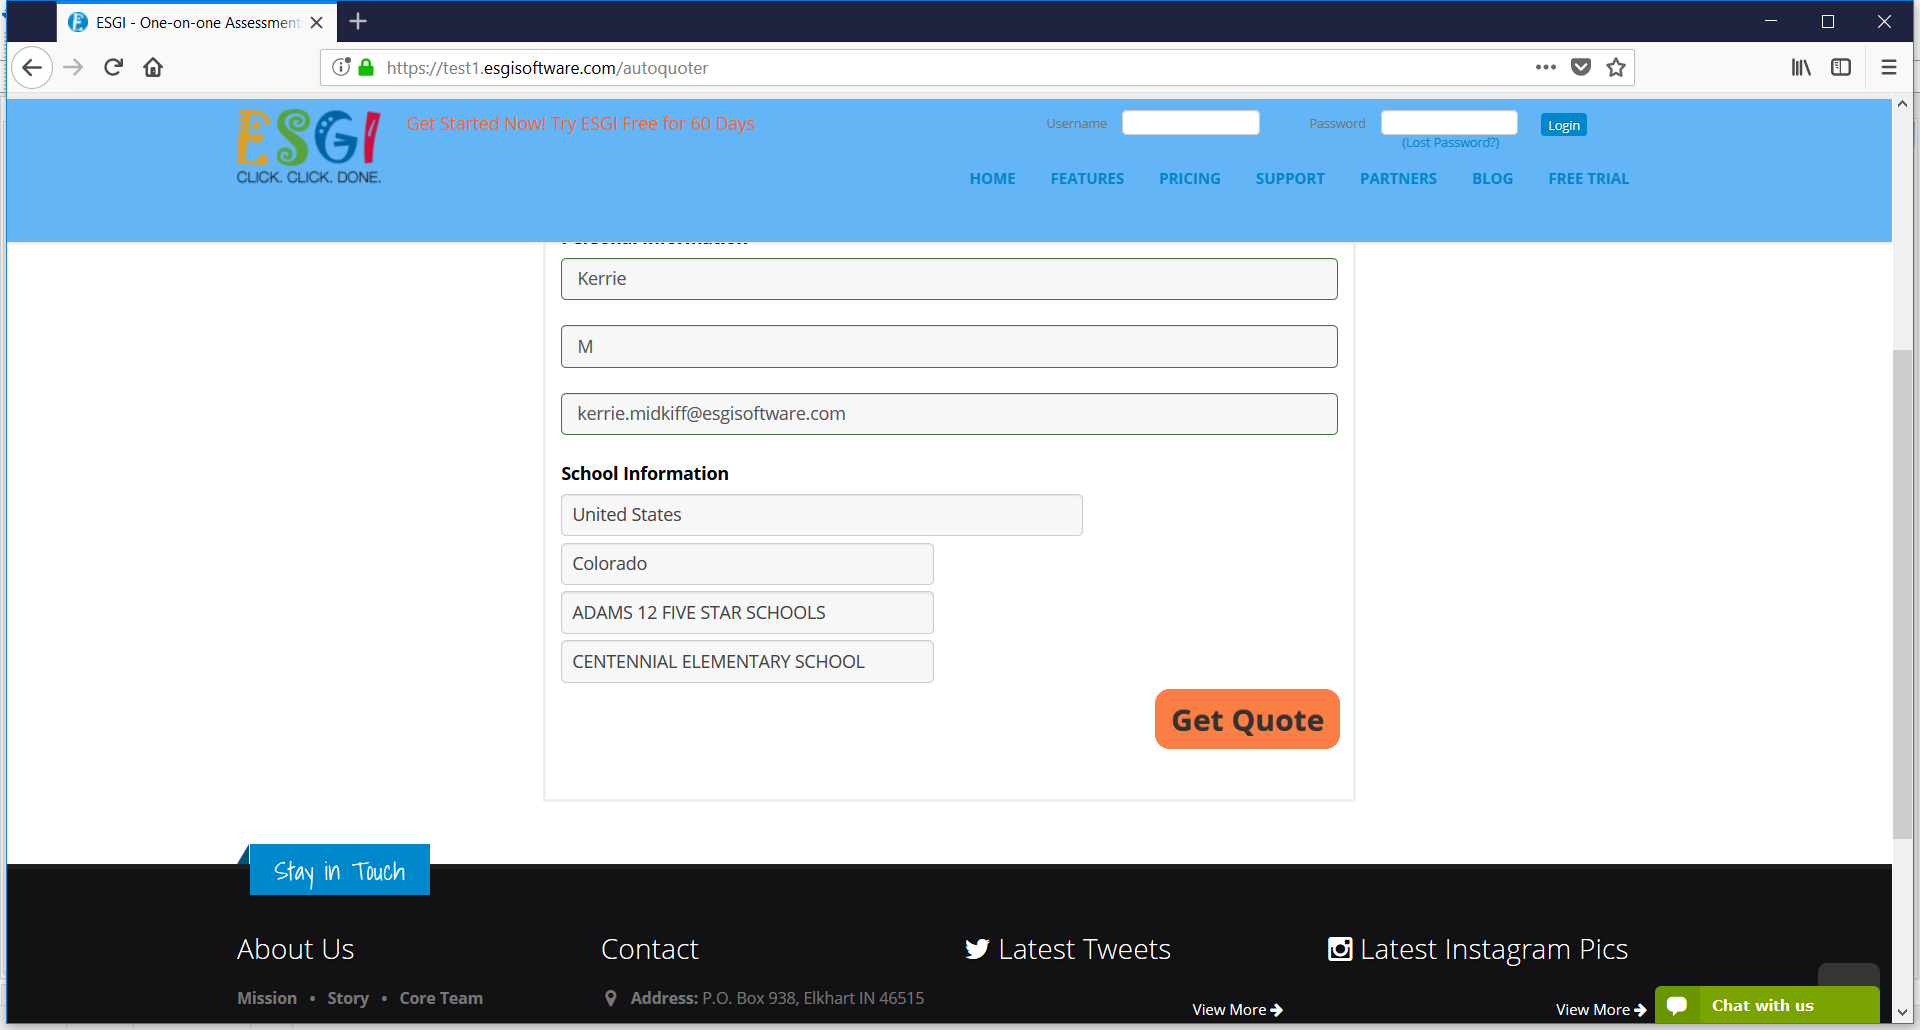 ESGI - One-on-one Assessment
https://test1.esgisoftware.com/autoquoter
ESGI
CLICK. CLICK. DONE.
Get Started Now! Try ESGI Free for 60 Days
Username
Password
Login
(Lost Password?)
HOME FEATURES PRICING SUPPORT PARTNERS BLOG FREE TRIAL
Kerrie
M
kerrie.midkiff@esgisoftware.com
School Information
United States
Colorado
ADAMS 12 FIVE STAR SCHOOLS
CENTENNIAL ELEMENTARY SCHOOL
Get Quote
Stay in Touch
About Us
Mission • Story • Core Team
Contact
Address: P.O. Box 938, Elkhart IN 46515
Latest Tweets
View More
Latest Instagram Pics
View More
Chat with us